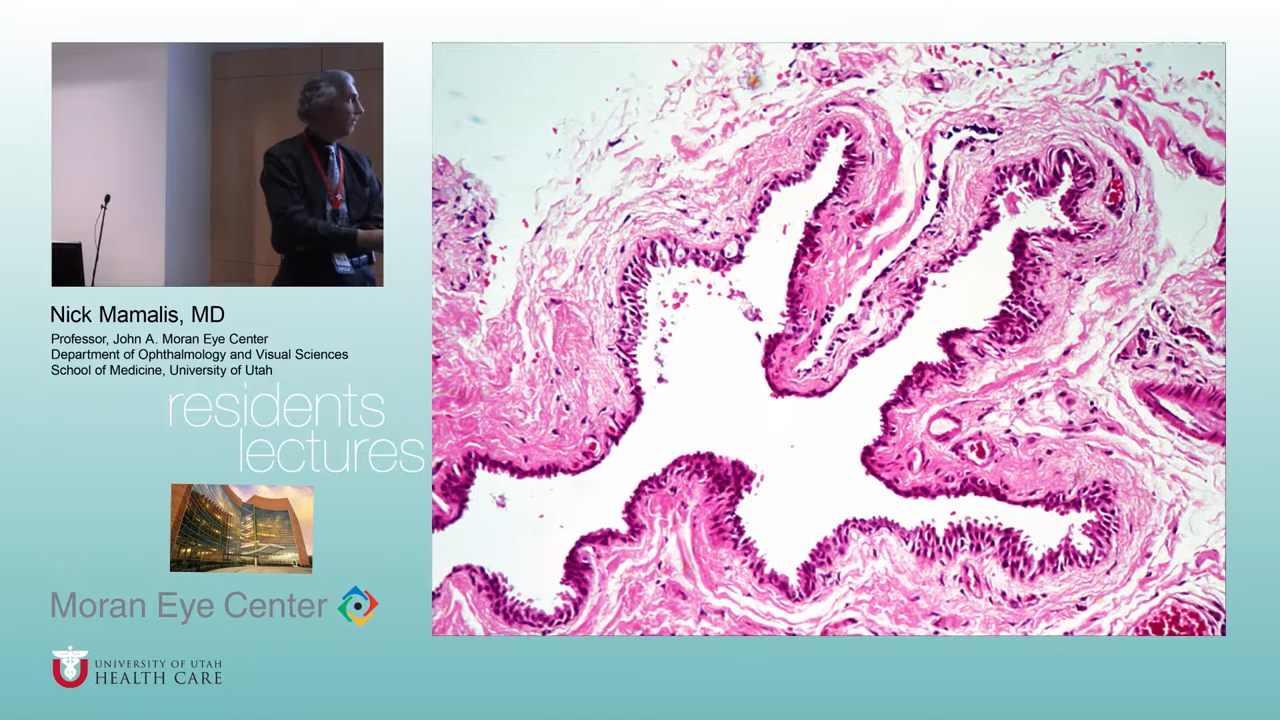 Nick Mamalis, MD
Professor, John A. Moran Eye Center
Department of Ophthalmology and Visual Sciences
School of Medicine, University of Utah
residents
lectures
Moran Eye Center
UNIVERSITY OF UTAH
HEALTH CARE